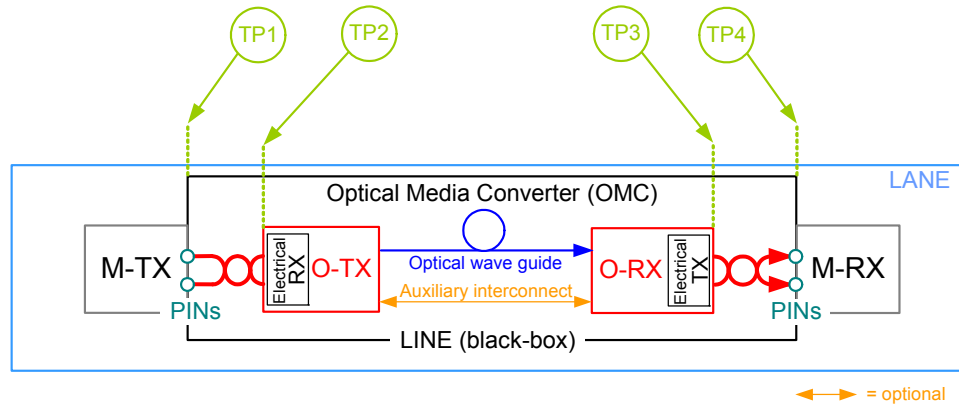 TP1
TP2
TP3
TP4
LANE
Optical Media Converter (OMC)
M-TX
Electrical
RX
O-TX
Optical wave guide
Auxiliary interconnect
O-RX
Electrical
TX
M-RX
PINs
PINs
LINE (black-box)
= optional